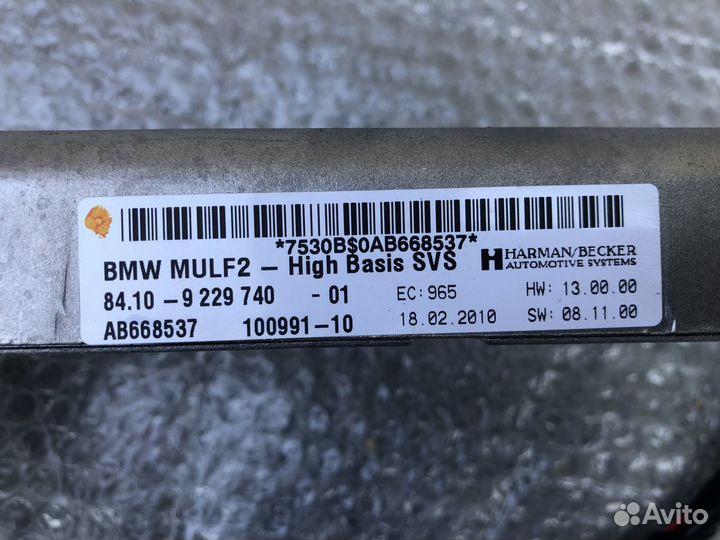 *7530B$0AB668537*
BMW MULF2 - High Basis SVS
HARMAN/BECKER
AUTOMOTIVE SYSTEMS
84.10 -9 229 740 - 01 EC: 965 HW: 13.00.00
AB668537 100991-10 18.02.2010 SW: 08.11.00
Avito